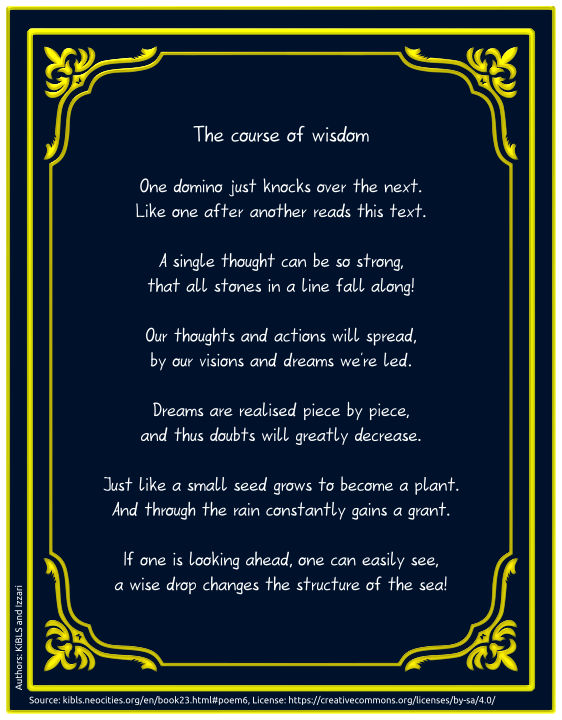 The course of wisdom
One domino just knocks over the next.
Like one after another reads this text.
A single thought can be so strong,
that all stones in a line fall along!
Our thoughts and actions will spread,
by our visions and dreams we're led.
Dreams are realised piece by piece,
and thus doubts will greatly decrease.
Just like a small seed grows to become a plant.
And through the rain constantly gains a grant.
If one is looking ahead, one can easily see,
a wise drop changes the structure of the sea!
Authors: KiBLS and Izzari
Source: kibls.neocities.org/en/book23.html#poem6, License: https://creativecommons.org/licenses/by-sa/4.0/